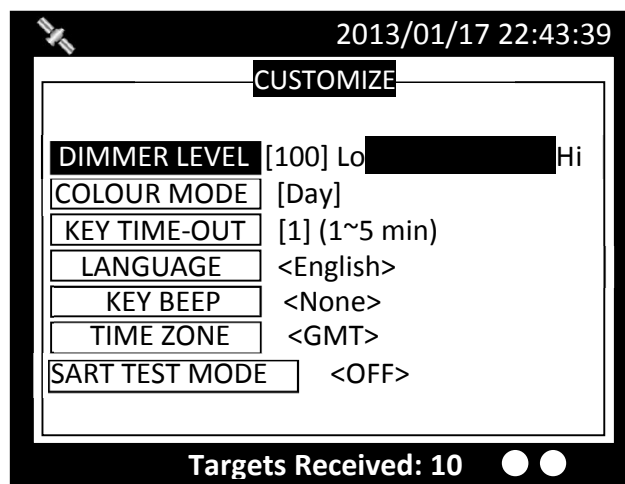 2013/01/17 22:43:39
CUSTOMIZE
DIMMER LEVEL [100] Lo Hi
COLOUR MODE [Day]
KEY TIME-OUT [1] (1~5 min)
LANGUAGE <English>
KEY BEEP <None>
TIME ZONE <GMT>
SART TEST MODE <OFF>
Targets Received: 10